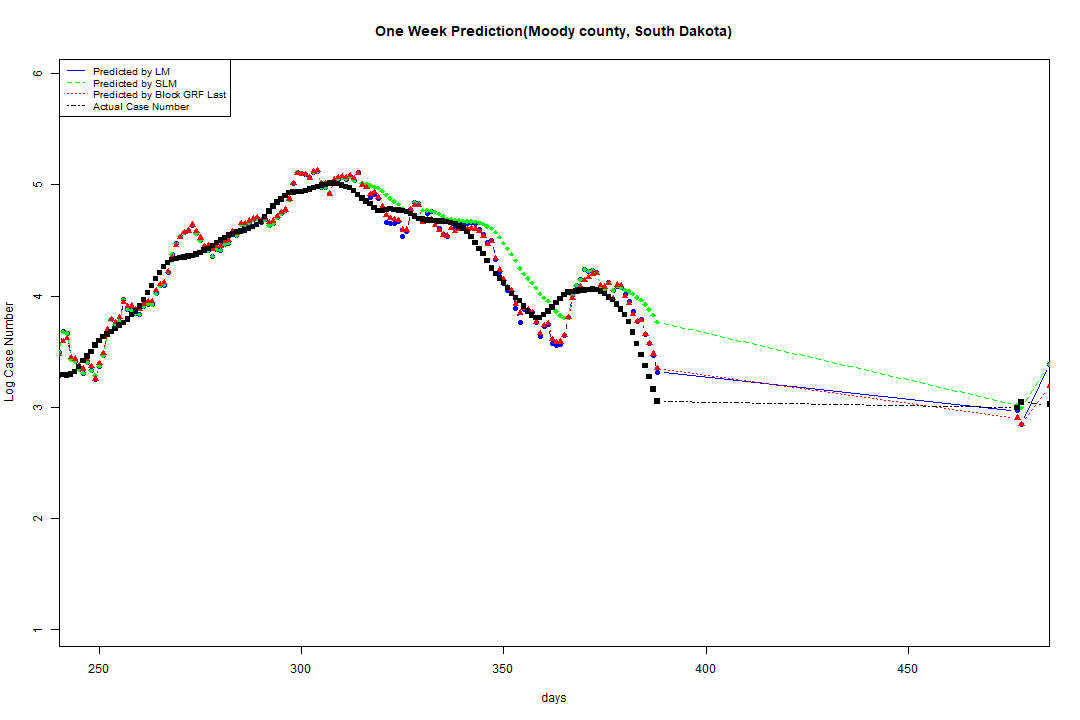 One Week Prediction(Moody county, South Dakota)
Predicted by LM
Predicted by SLM
Predicted by Block GRF Last
Actual Case Number
6
5
4
3
2
1
Log Case Number
250 300 350 400 450
days